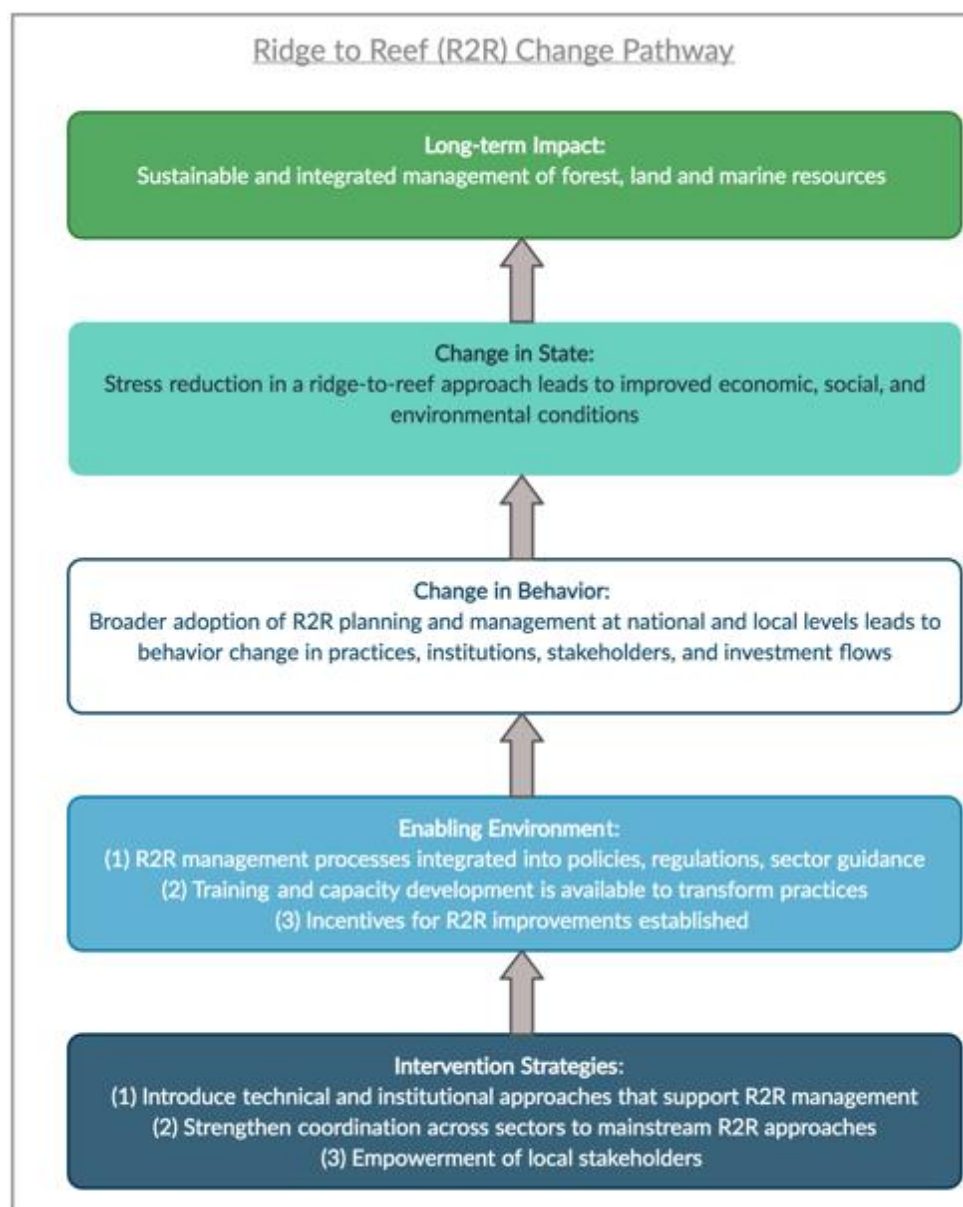 Ridge to Reef (R2R) Change Pathway
Long-term Impact:
Sustainable and integrated management of forest, land and marine resources
Change in State:
Stress reduction in a ridge-to-reef approach leads to improved economic, social, and
environmental conditions
Change in Behavior:
Broader adoption of R2R planning and management at national and local levels leads to
behavior change in practices, institutions, stakeholders, and investment flows
Enabling Environment:
(1) R2R management processes integrated into policies, regulations, sector guidance
(2) Training and capacity development is available to transform practices
(3) Incentives for R2R improvements established
Intervention Strategies:
(1) Introduce technical and institutional approaches that support R2R management
(2) Strengthen coordination across sectors to mainstream R2R approaches
(3) Empowerment of local stakeholders